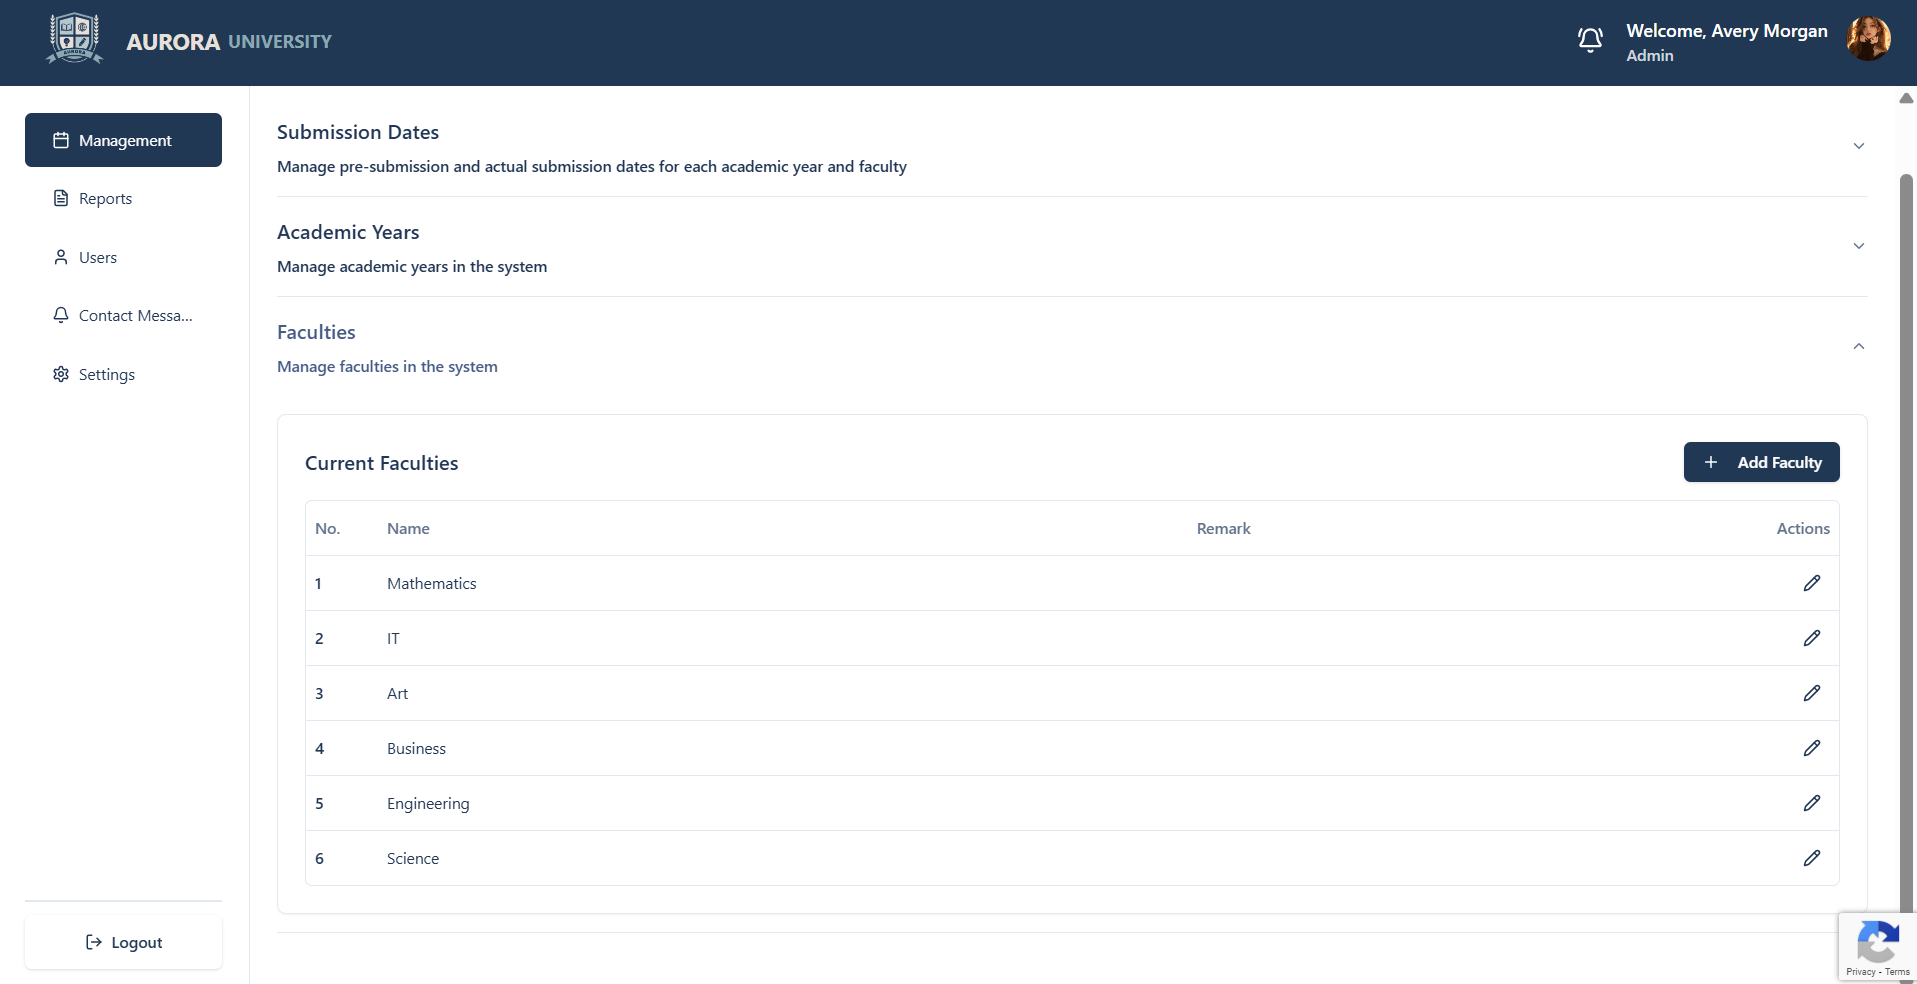 AURORA
AURORA UNIVERSITY
Welcome, Avery Morgan
Admin
Management
Reports
Users
Contact Messa...
Settings
Logout
Submission Dates
Manage pre-submission and actual submission dates for each academic year and faculty
Academic Years
Manage academic years in the system
Faculties
Manage faculties in the system
Current Faculties
Add Faculty
No. Name Remark Actions
1 Mathematics
2 IT
3 Art
4 Business
5 Engineering
6 Science
Privacy - Terms